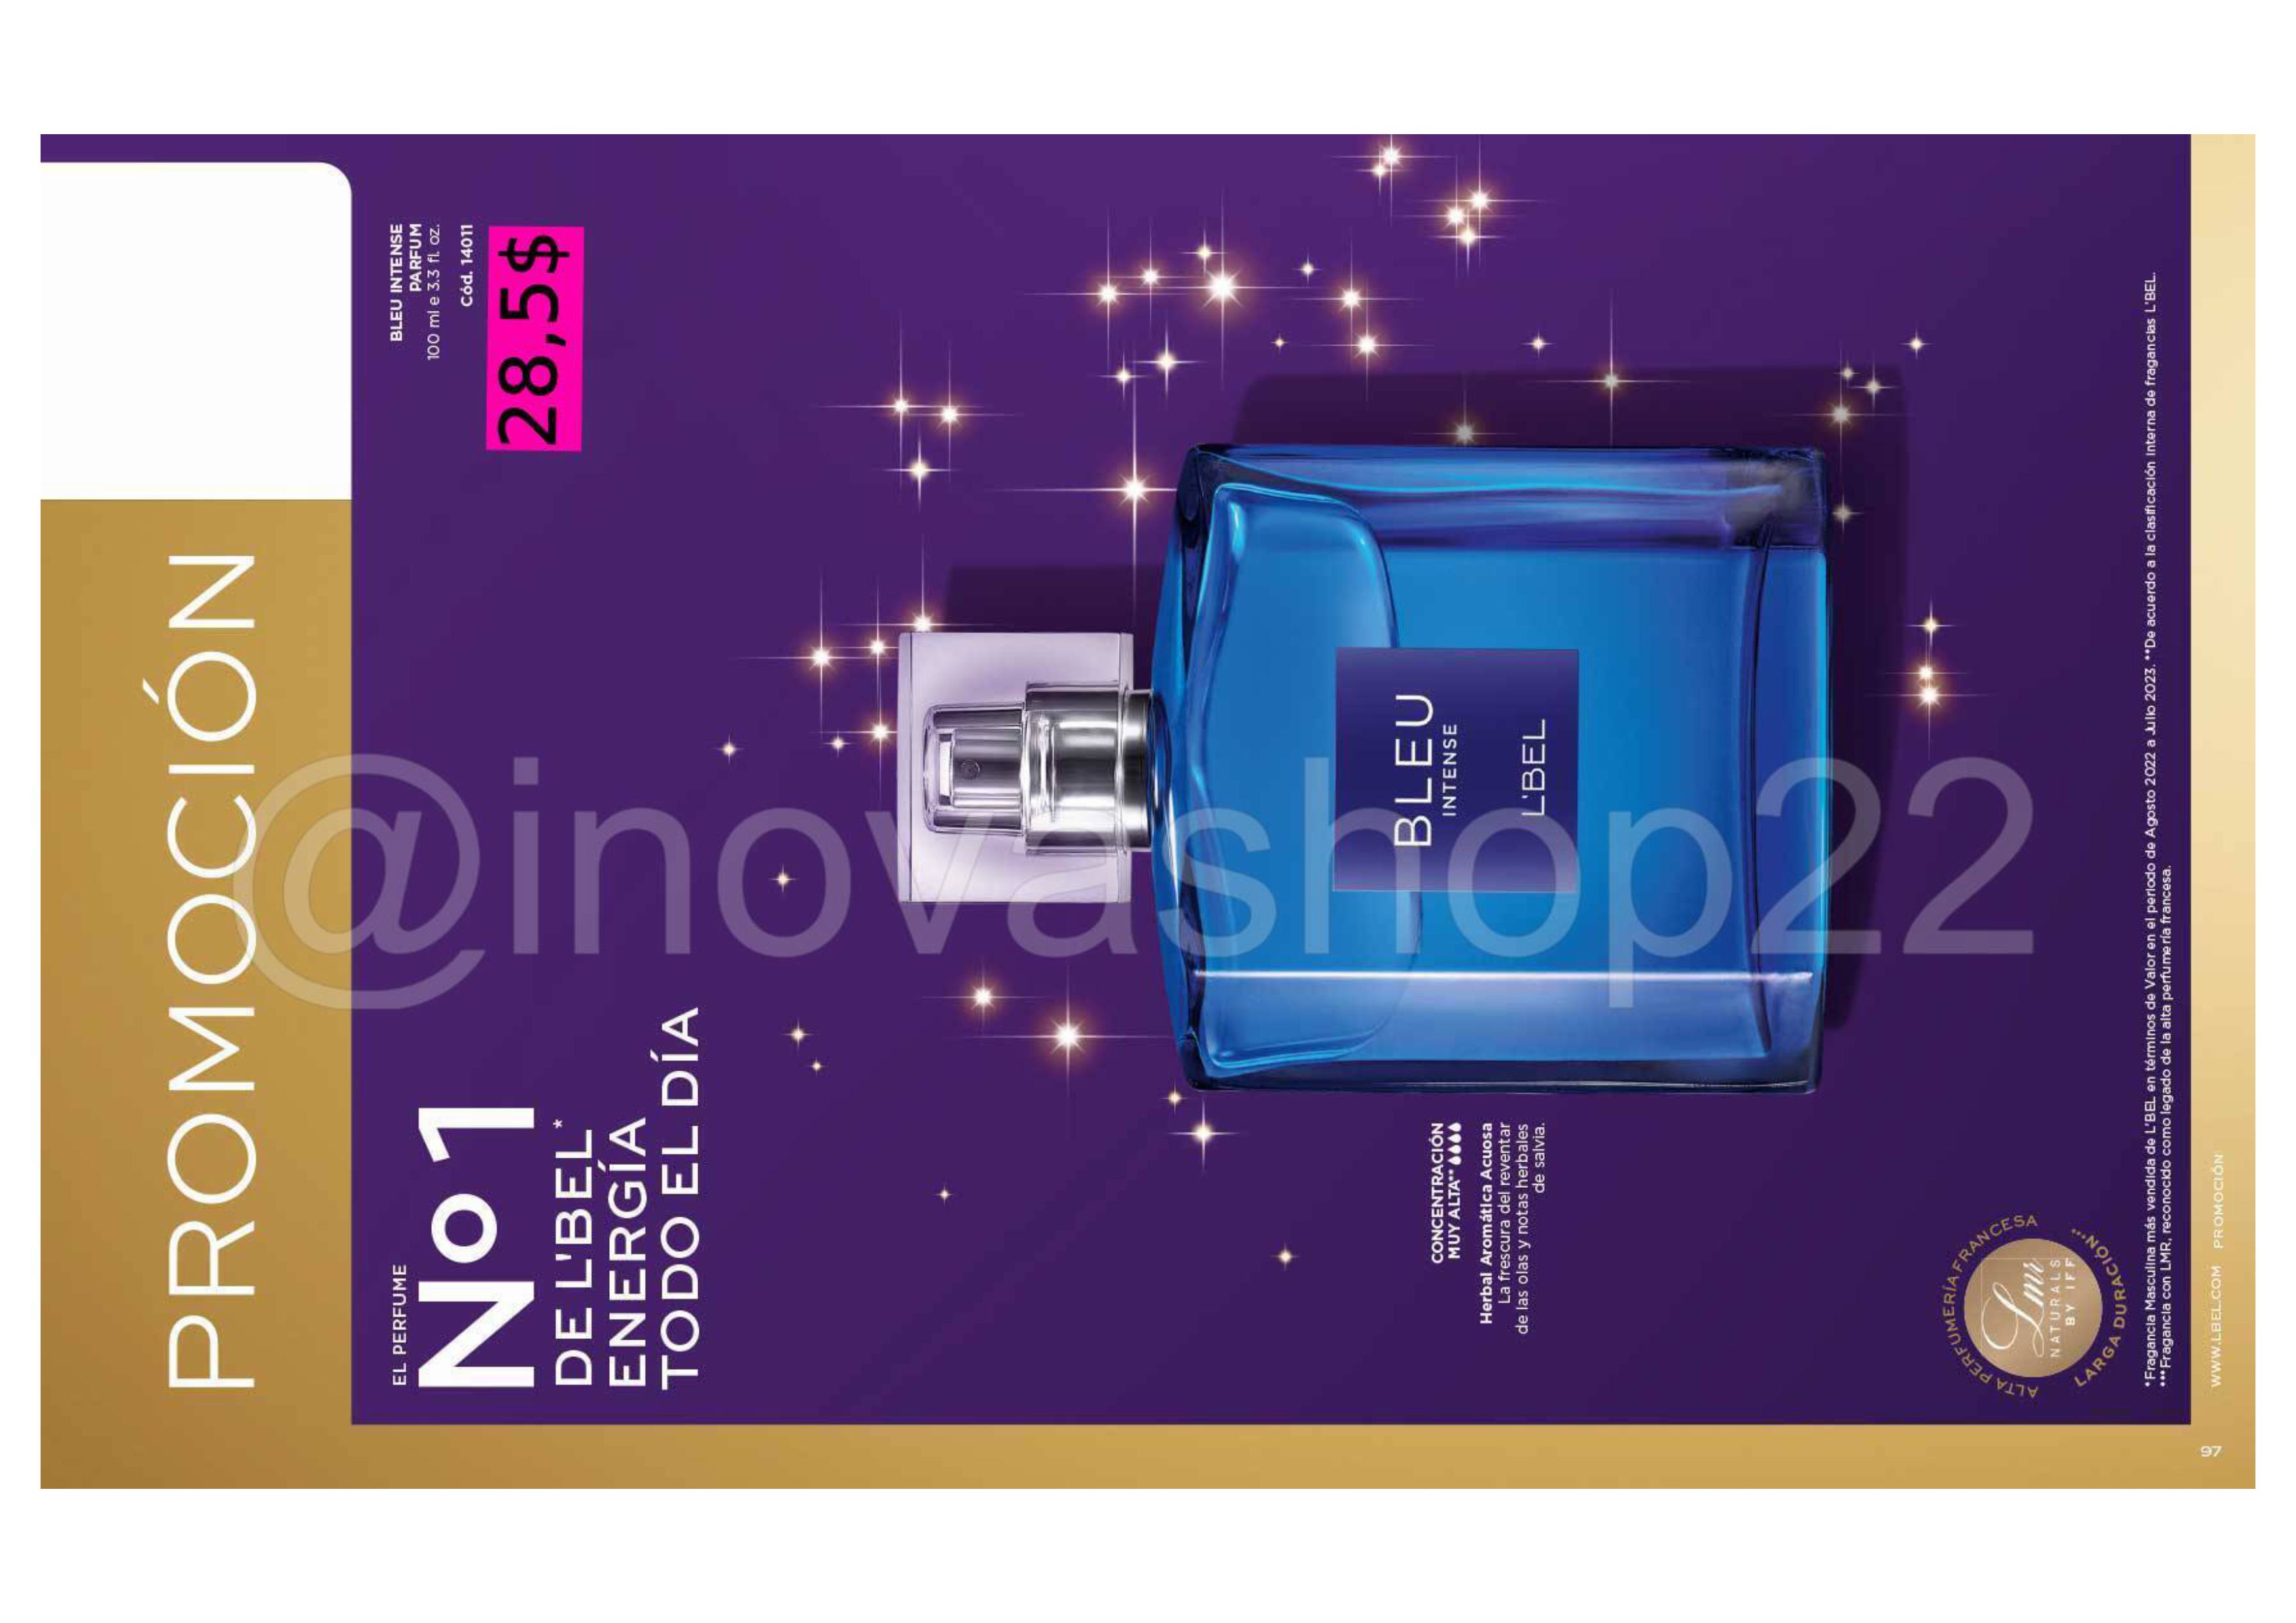 PROMOCIÓN
EL PERFUME
No1
DE L'BEL*
ENERGÍA
TODO EL DÍA
BLEU INTENSE
PARFUM
100 ml e 3.3 fl. oz.
Cód. 14011
28,5$
BLEU
INTENSE
L'BEL
@inovashop22
CONCENTRACIÓN
MUY ALTA**
Herbal Aromática Acuosa
La frescura del reventar
de las olas y notas herbales
de salvia.
ALTA PERFUMERÍA FRANCESA
Lmr
NATURALS
BY IFF
LARGA DURACIÓN***
*Fragancia Masculina más vendida de L'BEL en términos de Valor en el periodo de Agosto 2022 a Julio 2023. **De acuerdo a la clasificación interna de fragancias L'BEL.
***Fragancia con LMR, reconocido como legado de la alta perfumería francesa.
WWW.LBEL.COM PROMOCIÓN
97